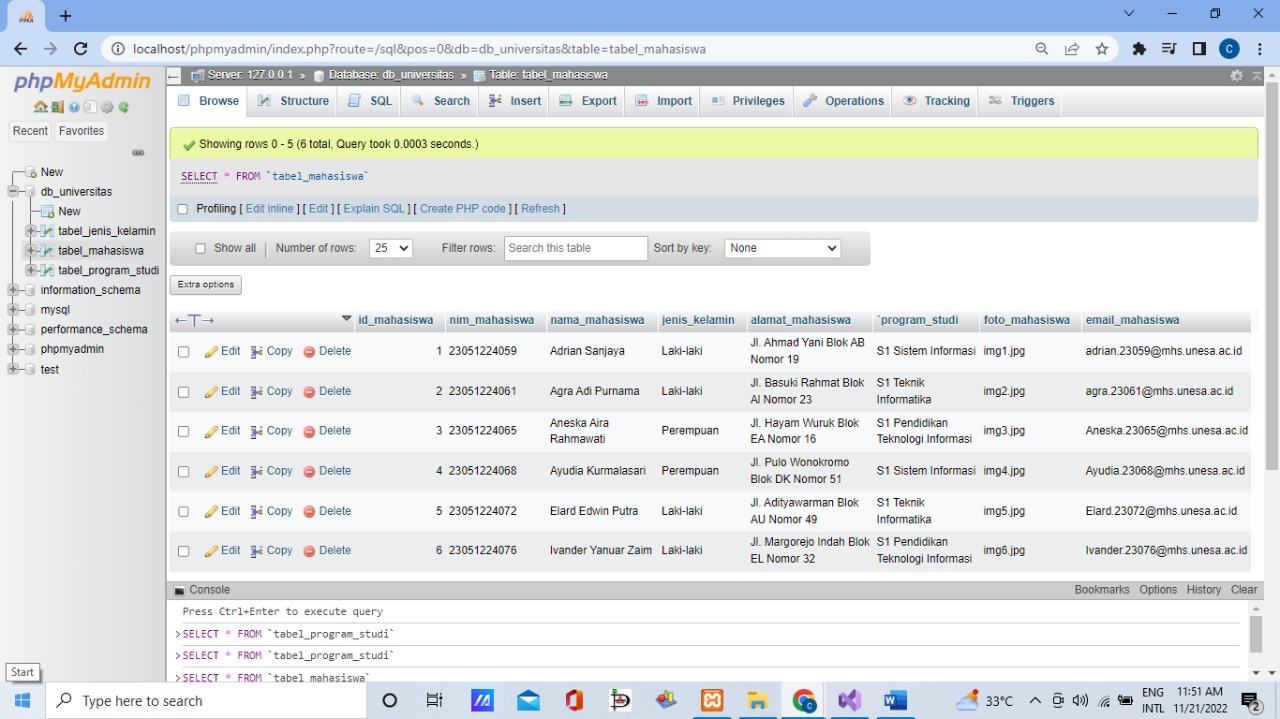 localhost/phpmyadmin/index.php?route=/sql&pos=0&db=db_universitas&table=tabel_mahasiswa
C
phpMyAdmin
Recent Favorites
New
db_universitas
New
tabel_jenis_kelamin
tabel_mahasiswa
tabel_program_studi
information_schema
mysql
performance_schema
phpmyadmin
test
Server: 127.0.0.1 » Database: db_universitas » Table: tabel_mahasiswa
Browse Structure SQL Search Insert Export Import Privileges Operations Tracking Triggers
Showing rows 0 - 5 (6 total, Query took 0.0003 seconds.)
SELECT * FROM `tabel_mahasiswa`
Profiling [ Edit inline ] [ Edit ] [ Explain SQL ] [ Create PHP code ] [ Refresh ]
Show all Number of rows: 25 Filter rows: Search this table Sort by key: None
Extra options
←T→ id_mahasiswa nim_mahasiswa nama_mahasiswa jenis_kelamin alamat_mahasiswa `program_studi foto_mahasiswa email_mahasiswa
Edit Copy Delete 1 23051224059 Adrian Sanjaya Laki-laki Jl. Ahmad Yani Blok AB Nomor 19 S1 Sistem Informasi img1.jpg adrian.23059@mhs.unesa.ac.id
Edit Copy Delete 2 23051224061 Agra Adi Purnama Laki-laki Jl. Basuki Rahmat Blok AI Nomor 23 S1 Teknik Informatika img2.jpg agra.23061@mhs.unesa.ac.id
Edit Copy Delete 3 23051224065 Aneska Aira Rahmawati Perempuan Jl. Hayam Wuruk Blok EA Nomor 16 S1 Pendidikan Teknologi Informasi img3.jpg Aneska.23065@mhs.unesa.ac.id
Edit Copy Delete 4 23051224068 Ayudia Kurmalasari Perempuan Jl. Pulo Wonokromo Blok DK Nomor 51 S1 Sistem Informasi img4.jpg Ayudia.23068@mhs.unesa.ac.id
Edit Copy Delete 5 23051224072 Elard Edwin Putra Laki-laki Jl. Adityawarman Blok AU Nomor 49 S1 Teknik Informatika img5.jpg Elard.23072@mhs.unesa.ac.id
Edit Copy Delete 6 23051224076 Ivander Yanuar Zaim Laki-laki Jl. Margorejo Indah Blok EL Nomor 32 S1 Pendidikan Teknologi Informasi img6.jpg Ivander.23076@mhs.unesa.ac.id
Console Bookmarks Options History Clear
Press Ctrl+Enter to execute query
>SELECT * FROM `tabel_program_studi`
>SELECT * FROM `tabel_program_studi`
>SELECT * FROM `tabel_mahasiswa`
Start
Type here to search
33°C
ENG
INTL
11:51 AM
11/21/2022
2